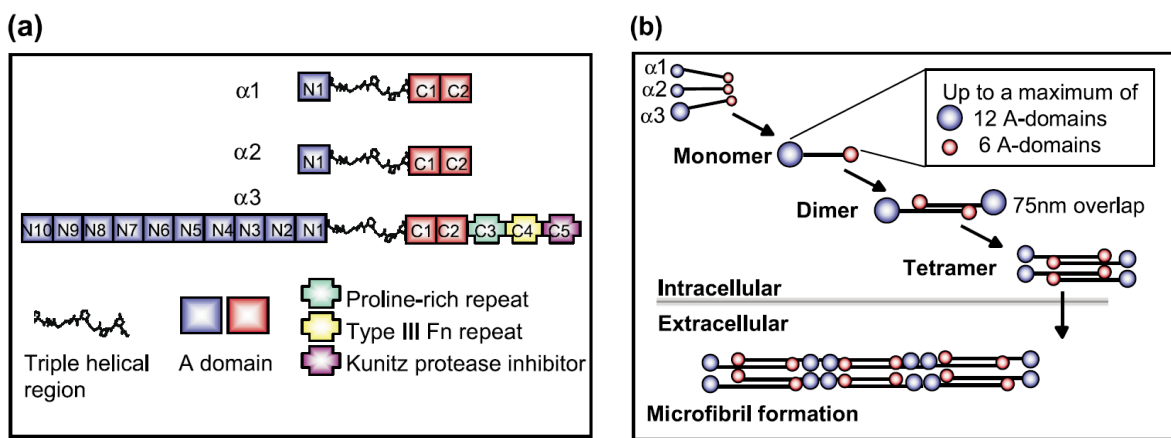 (a)
α1
N1
C1 C2
α2
N1
C1 C2
α3
N10 N9 N8 N7 N6 N5 N4 N3 N2 N1
C1 C2 C3 C4 C5
Triple helical
region
A domain
Proline-rich repeat
Type III Fn repeat
Kunitz protease inhibitor
(b)
α1
α2
α3
Up to a maximum of
12 A-domains
6 A-domains
Monomer
Dimer
75nm overlap
Tetramer
Intracellular
Extracellular
Microfibril formation